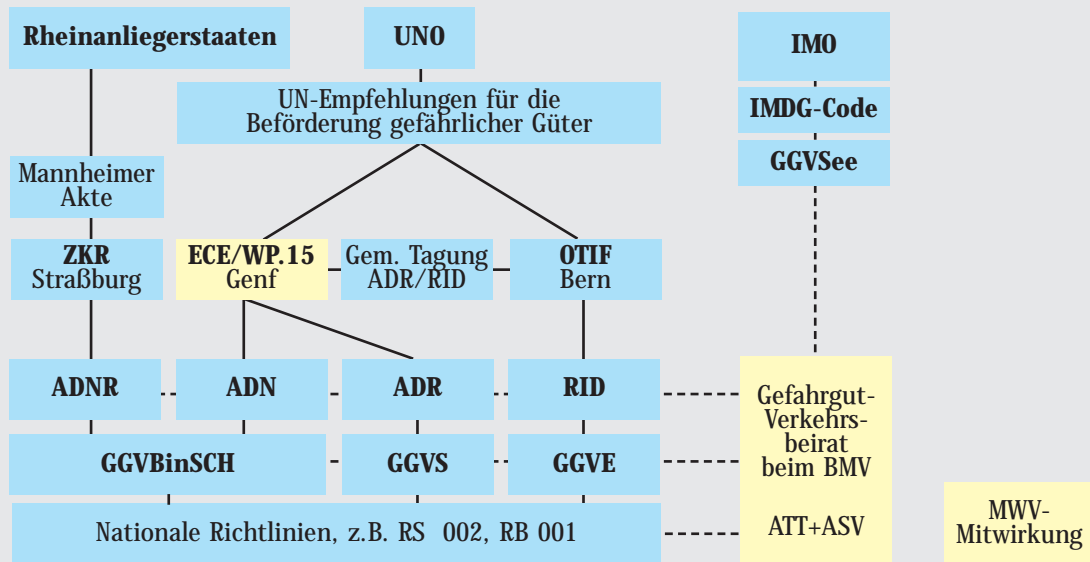 Rheinanliegerstaaten
UNO
IMO
UN-Empfehlungen für die
Beförderung gefährlicher Güter
IMDG-Code
GGVSee
Mannheimer
Akte
ZKR
Straßburg
ECE/WP.15
Genf
Gem. Tagung
ADR/RID
OTIF
Bern
ADNR
ADN
ADR
RID
Gefahrgut-
Verkehrs-
beirat
beim BMV
GGVBinSCH
GGVS
GGVE
Nationale Richtlinien, z.B. RS 002, RB 001
ATT+ASV
MWV-
Mitwirkung